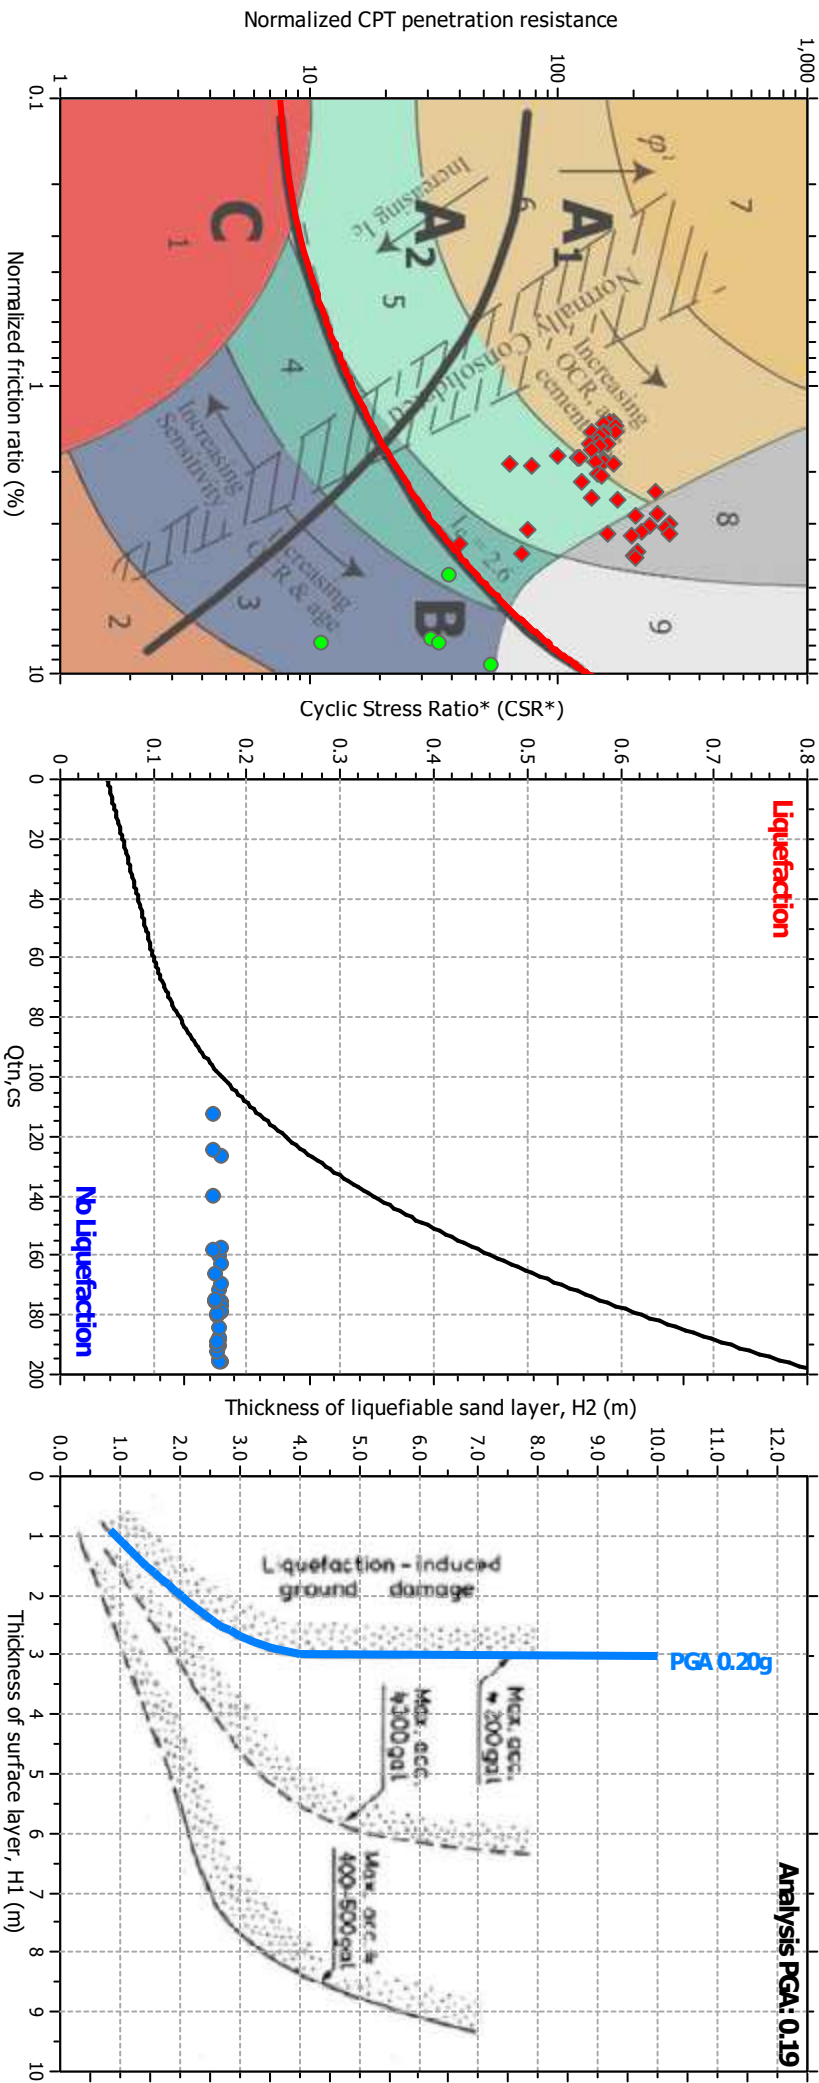 Normalized CPT penetration resistance
1,000
100
10
1
0.1
1
10
Normalized friction ratio (%)
7
φ'
6
A1
Increasing Ic
A2
5
C
1
Normally Consolidated
Increasing
OCR,
cement
4
8
Increasing
Sensitivity
Ic = 2.6
Increasing
OCR & age
3
B
9
2
Cyclic Stress Ratio* (CSR*)
0.8
0.7
0.6
0.5
0.4
0.3
0.2
0.1
0
0
20
40
60
80
100
120
140
160
180
200
Qtn,cs
Liquefaction
No Liquefaction
Thickness of liquefiable sand layer, H2 (m)
12.0
11.0
10.0
9.0
8.0
7.0
6.0
5.0
4.0
3.0
2.0
1.0
0.0
0
1
2
3
4
5
6
7
8
9
10
Thickness of surface layer, H1 (m)
Analysis PGA: 0.19
PGA 0.20g
Liquefaction-induced
ground damage
Max. acc.
200gal
Max. acc.
300gal
Max. acc.
400-500gal